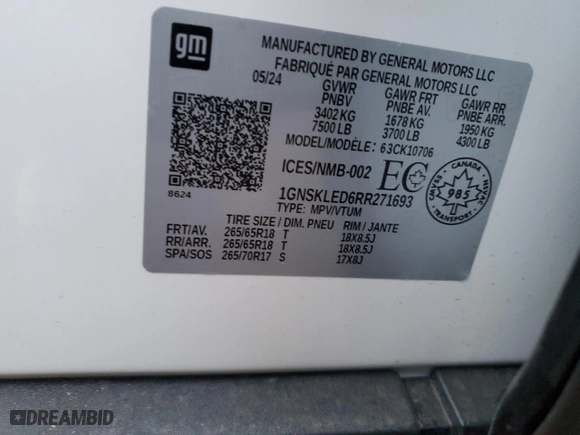 gm
MANUFACTURED BY GENERAL MOTORS LLC
FABRIQUÉ PAR GENERAL MOTORS LLC
05/24 GVWR GAWR FRT GAWR RR
PNBV PNBE AV. PNBE ARR.
3402 KG 1678 KG 1950 KG
7500 LB 3700 LB 4300 LB
MODEL/MODÈLE: 63CK10706
ICES/NMB-002 EC
8624
1GNSKLED6RR271693
TYPE: MPV/VTUM
CANADA
985
TRANSPORT
CMVSS
NSVAC
TIRE SIZE / DIM. PNEU RIM / JANTE
FRT/AV. 265/65R18 T 18X8.5J
RR/ARR. 265/65R18 T 18X8.5J
SPA/SOS 265/70R17 S 17X8J
DREAMBID